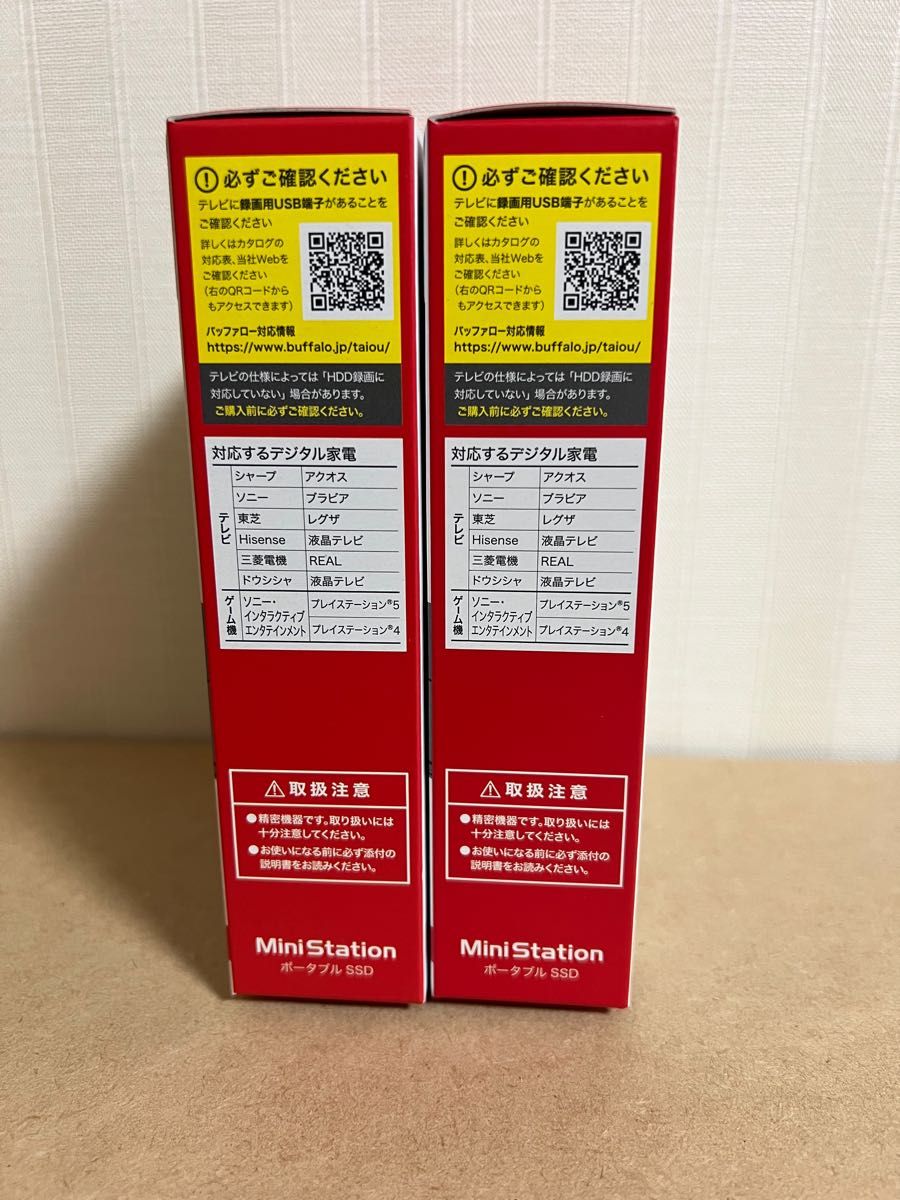 必ずご確認ください
テレビに録画用USB端子があることを
ご確認ください
詳しくはカタログの
対応表、当社Webを
ご確認ください
(右のQRコードから
もアクセスできます)
バッファロー対応情報
https://www.buffalo.jp/taiou/
テレビの仕様によっては「HDD録画に
対応していない」場合があります。
ご購入前に必ずご確認ください。
対応するデジタル家電
テレビ
シャープ アクオス
ソニー ブラビア
東芝 レグザ
Hisense 液晶テレビ
三菱電機 REAL
ドウシシャ 液晶テレビ
ゲーム機
ソニー・
インタラクティブ
エンタテインメント
プレイステーション®5
プレイステーション®4
⚠取扱注意
●精密機器です。取り扱いには
十分注意してください。
●お使いになる前に必ず添付の
説明書をお読みください。
MiniStation
ポータブル SSD
必ずご確認ください
テレビに録画用USB端子があることを
ご確認ください
詳しくはカタログの
対応表、当社Webを
ご確認ください
(右のQRコードから
もアクセスできます)
バッファロー対応情報
https://www.buffalo.jp/taiou/
テレビの仕様によっては「HDD録画に
対応していない」場合があります。
ご購入前に必ずご確認ください。
対応するデジタル家電
テレビ
シャープ アクオス
ソニー ブラビア
東芝 レグザ
Hisense 液晶テレビ
三菱電機 REAL
ドウシシャ 液晶テレビ
ゲーム機
ソニー・
インタラクティブ
エンタテインメント
プレイステーション®5
プレイステーション®4
⚠取扱注意
●精密機器です。取り扱いには
十分注意してください。
●お使いになる前に必ず添付の
説明書をお読みください。
MiniStation
ポータブル SSD